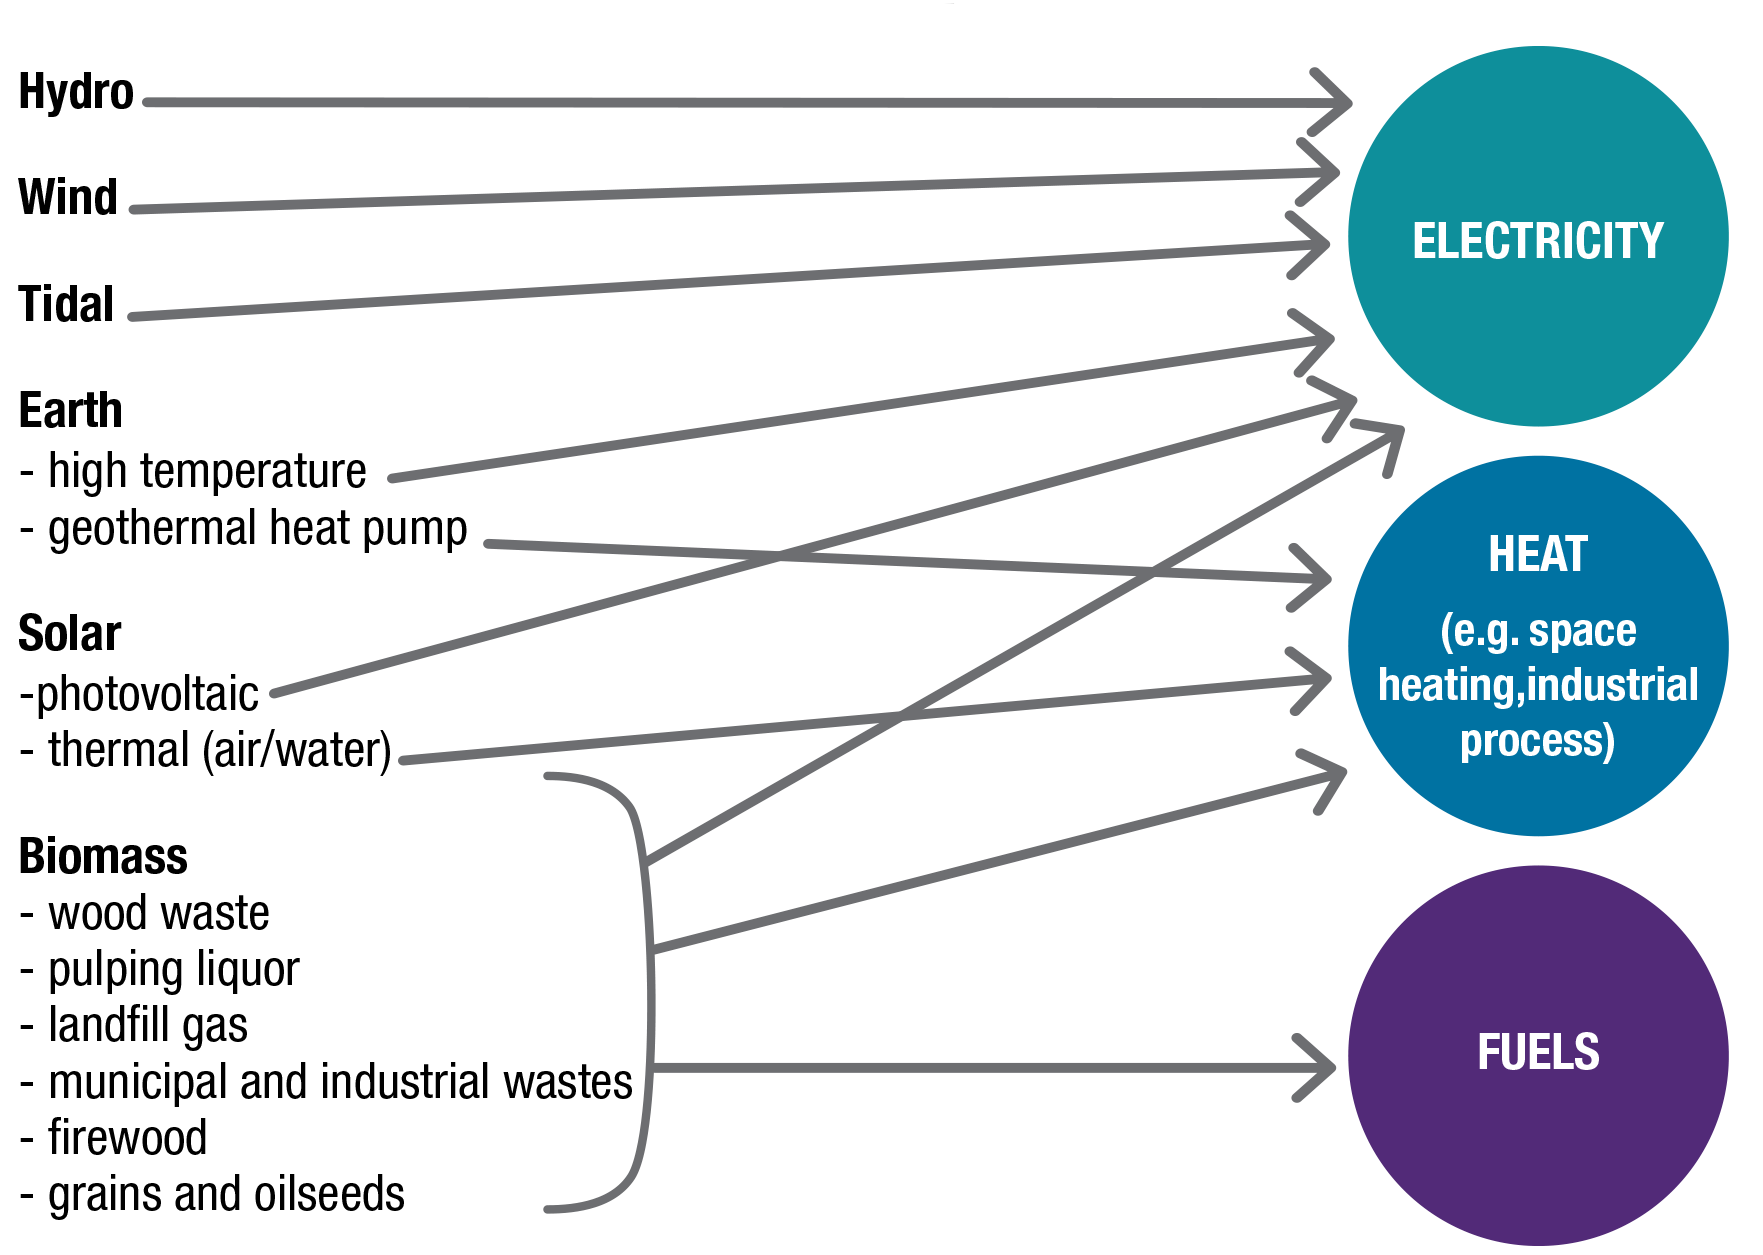 Hydro
Wind
Tidal
Earth
- high temperature
- geothermal heat pump
Solar
-photovoltaic
- thermal (air/water)
Biomass
- wood waste
- pulping liquor
- landfill gas
- municipal and industrial wastes
- firewood
- grains and oilseeds
ELECTRICITY
HEAT
(e.g. space
heating,industrial
process)
FUELS